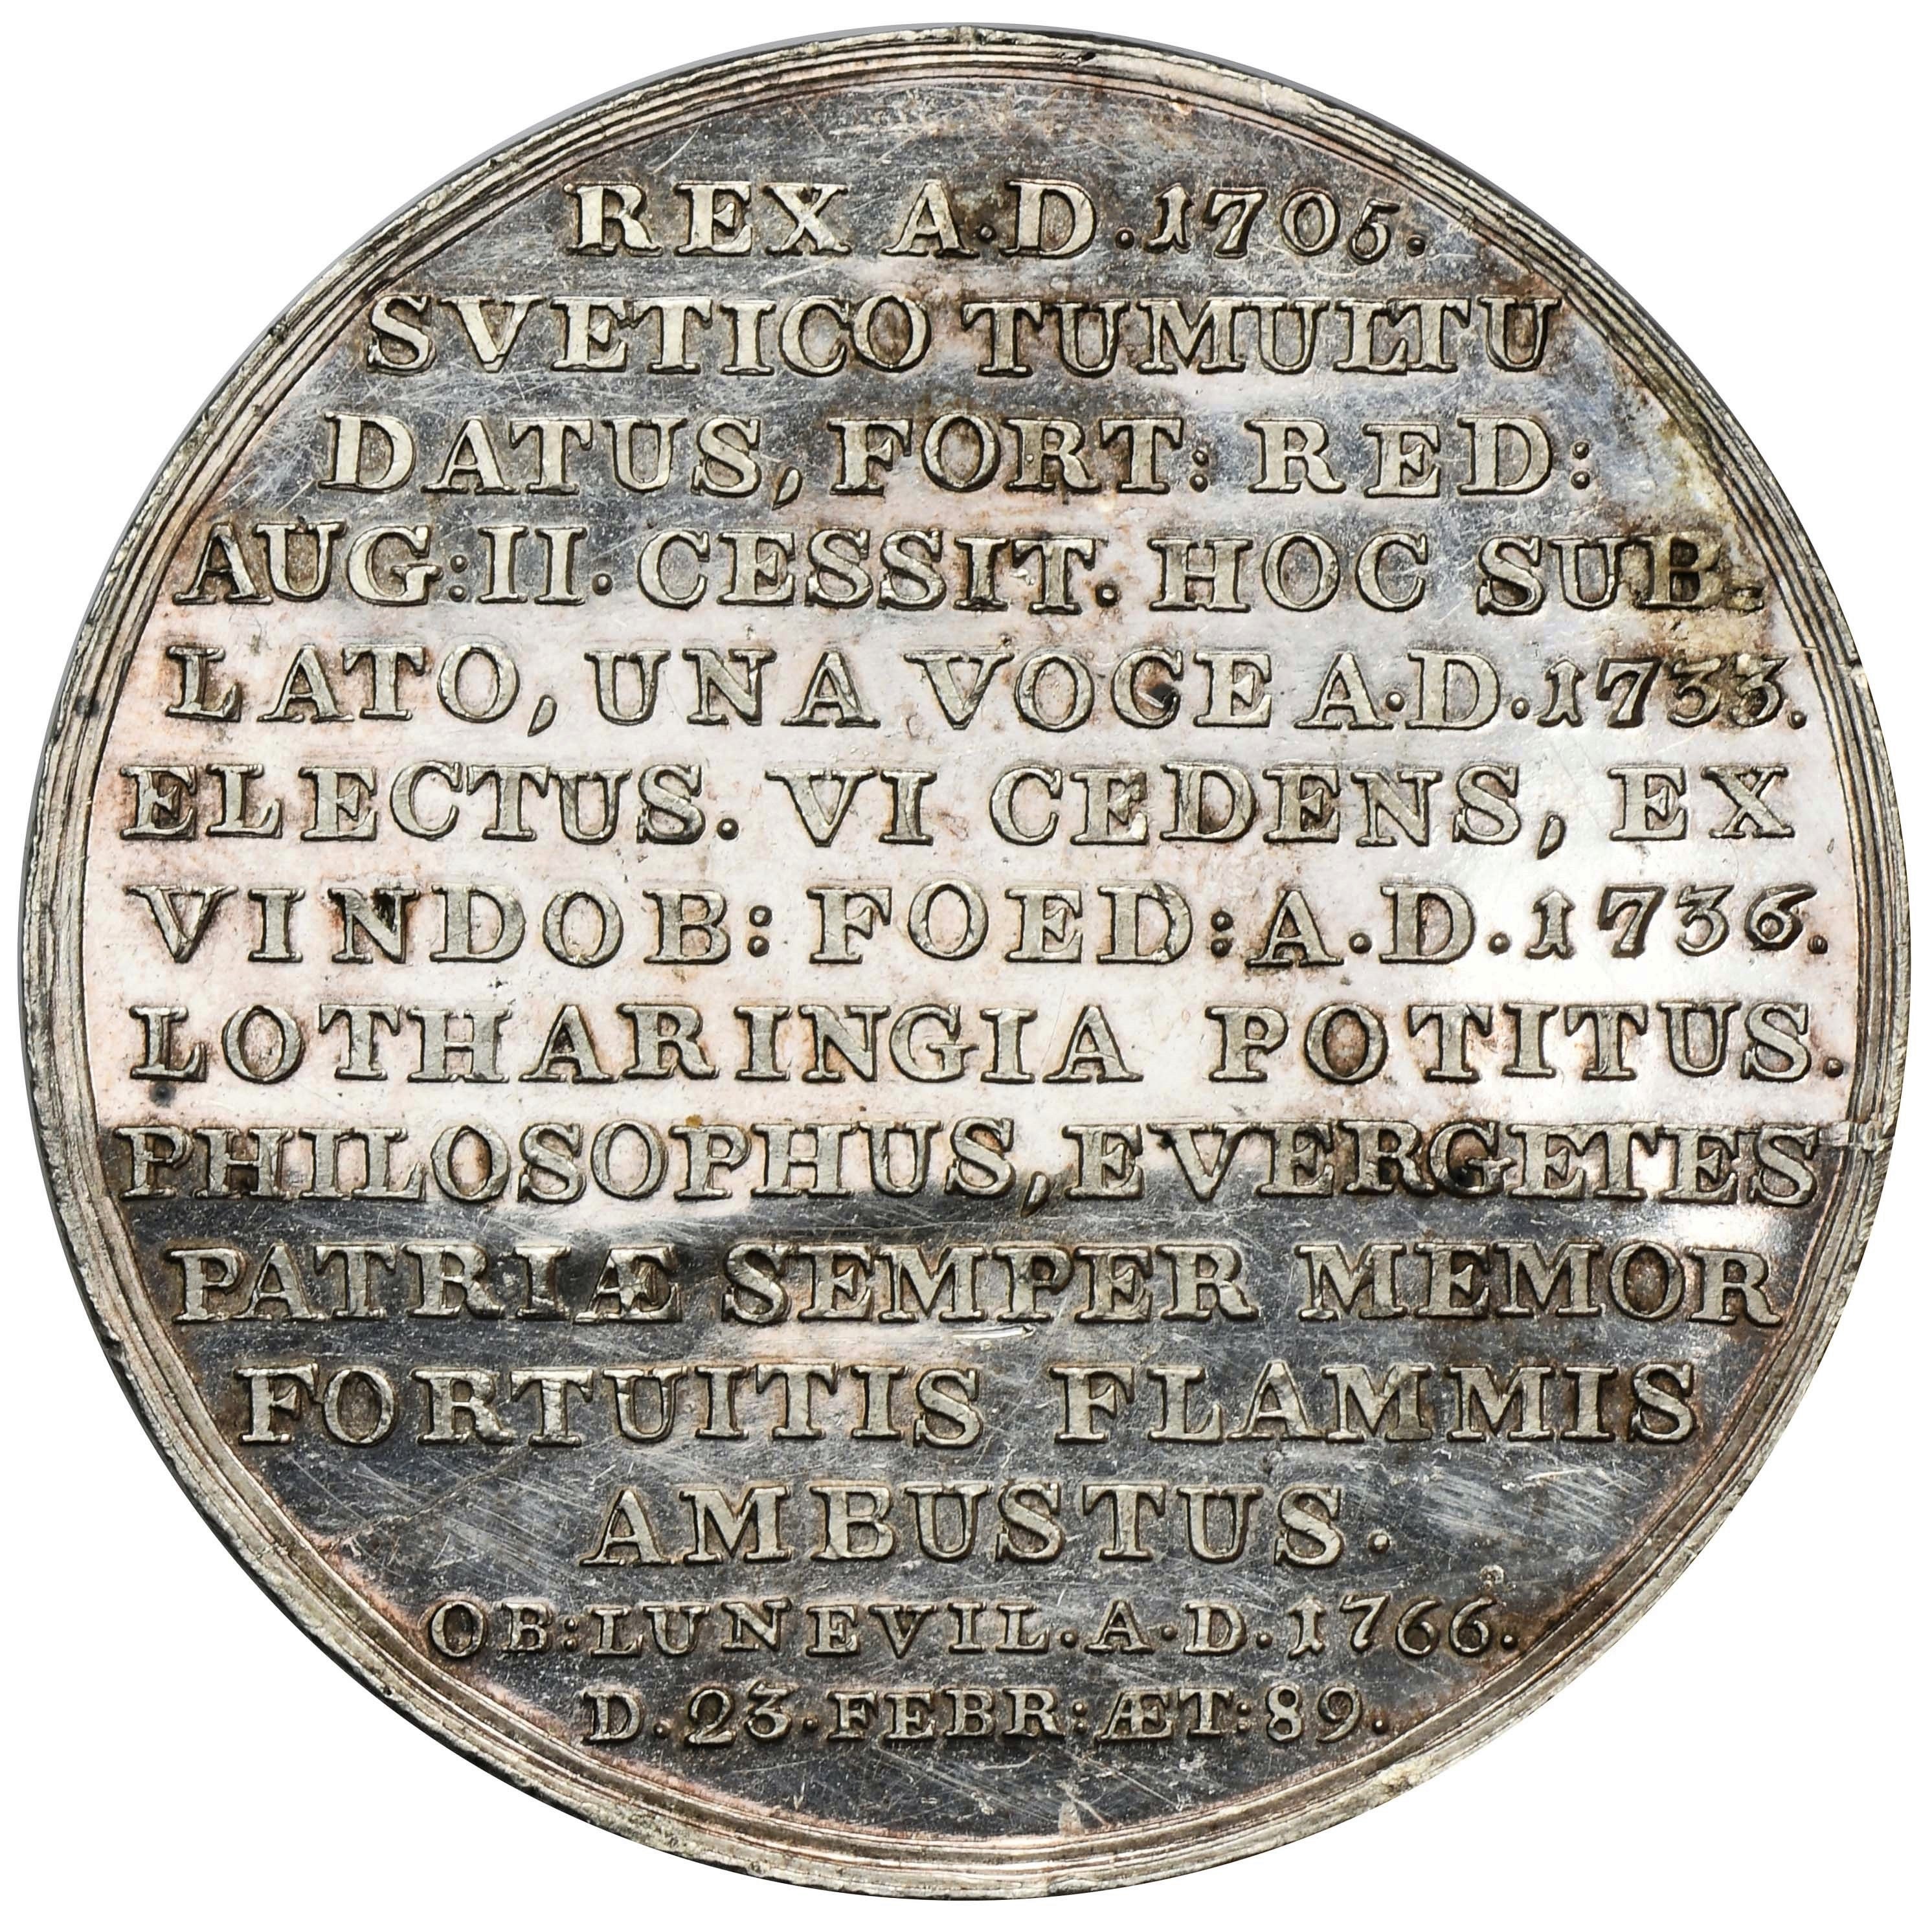 REX A·D·1705.
SVETICO TUMULTU
DATUS, FORT: RED:
AUG:II. CESSIT. HOC SUB-
LATO, UNA VOCE A·D·1733.
ELECTUS. VI CEDENS, EX
VINDOB: FOED: A·D·1736.
LOTHARINGIA POTITUS.
PHILOSOPHUS, EVERGETES
PATRIÆ SEMPER MEMOR
FORTUITIS FLAMMIS
AMBUSTUS.
OB: LUNEVIL·A·D·1766.
D·23·FEBR: ÆT: 89.